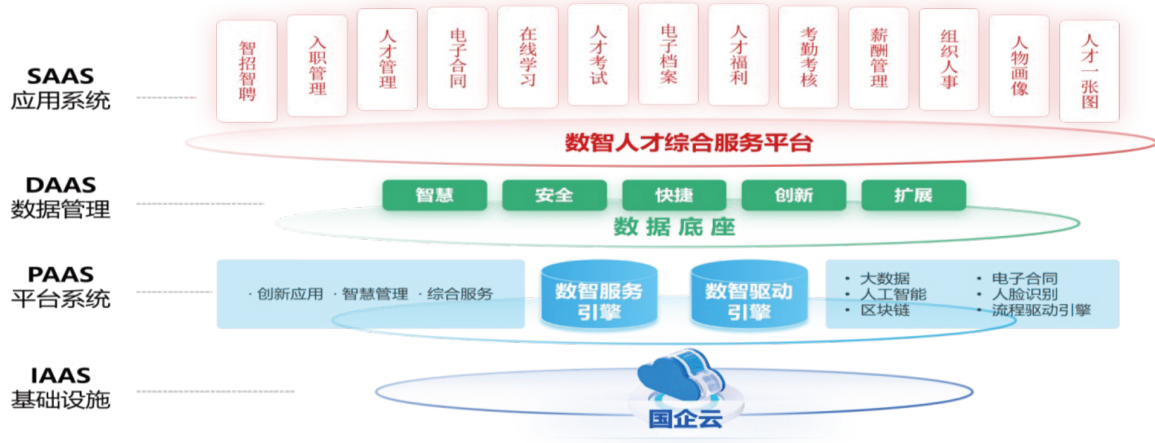 SAAS
应用系统
智招智聘
入职管理
人才管理
电子合同
在线学习
人才考试
电子档案
人才福利
考勤考核
薪酬管理
组织人事
人物画像
人才一张图
数智人才综合服务平台
DAAS
数据管理
智慧
安全
快捷
创新
扩展
数据底座
PAAS
平台系统
·创新应用 ·智慧管理 ·综合服务
数智服务
引擎
数智驱动
引擎
• 大数据
• 人工智能
• 区块链
• 电子合同
• 人脸识别
• 流程驱动引擎
IAAS
基础设施
国企云